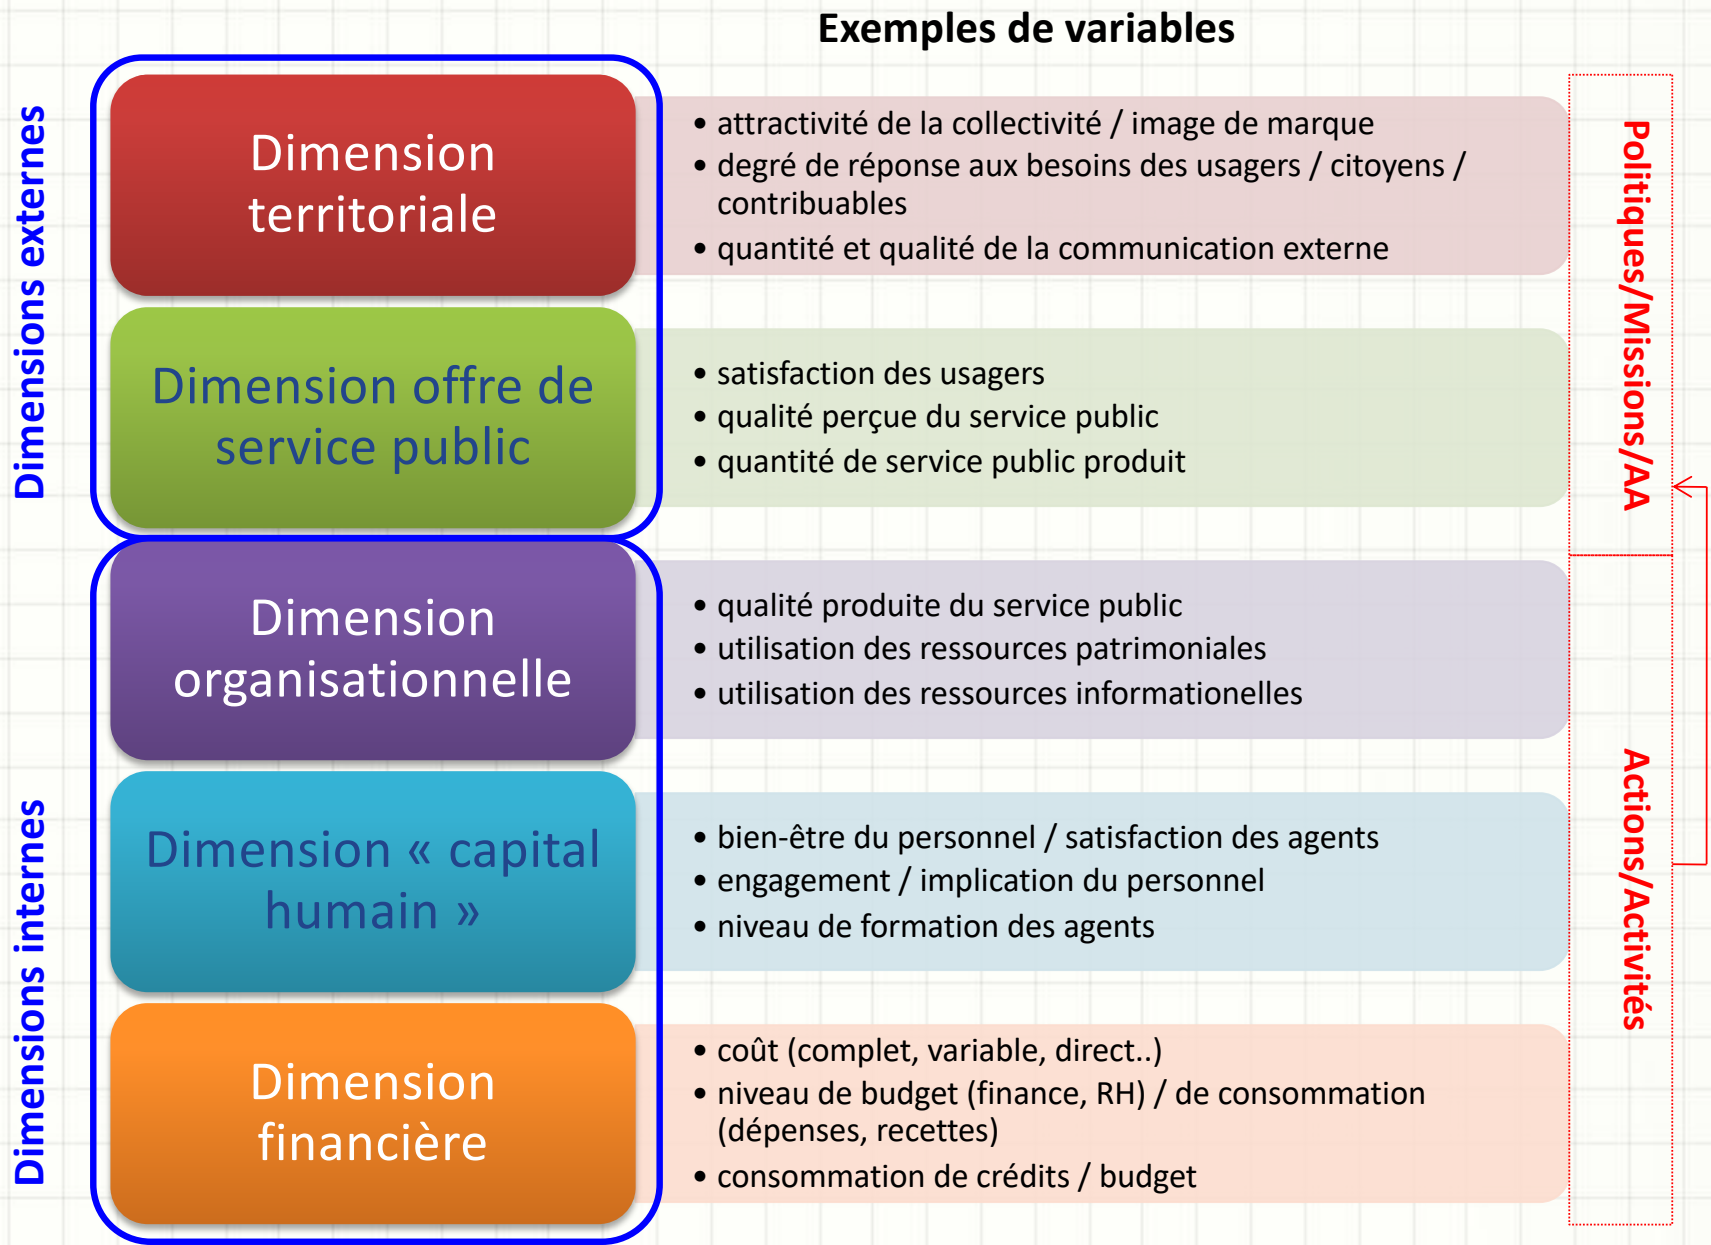 Exemples de variables
Dimensions externes
Dimension
territoriale
• attractivité de la collectivité / image de marque
• degré de réponse aux besoins des usagers / citoyens /
contribuables
• quantité et qualité de la communication externe
Politiques/Missions/AA
Dimension offre de
service public
• satisfaction des usagers
• qualité perçue du service public
• quantité de service public produit
Dimensions internes
Dimension
organisationnelle
• qualité produite du service public
• utilisation des ressources patrimoniales
• utilisation des ressources informationelles
Actions/Activités
Dimension « capital
humain »
• bien-être du personnel / satisfaction des agents
• engagement / implication du personnel
• niveau de formation des agents
Dimension
financière
• coût (complet, variable, direct..)
• niveau de budget (finance, RH) / de consommation
(dépenses, recettes)
• consommation de crédits / budget